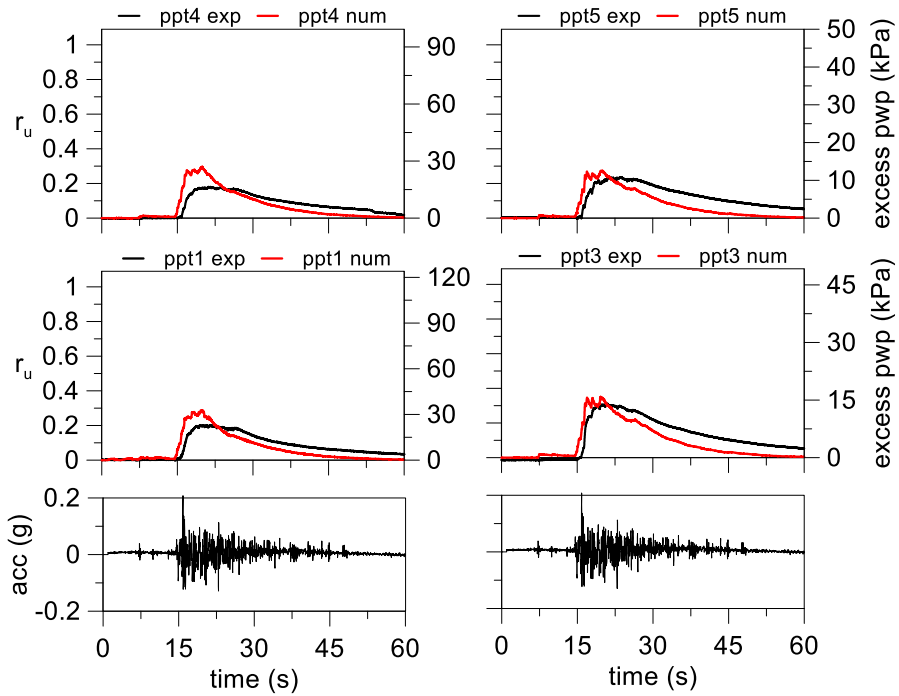 ppt4 exp ppt4 num ppt5 exp ppt5 num
1 90 50
0.8 40
0.6 60 30
0.4 20
0.2 30 10
0 0 0
r_u excess pwp (kPa)
ppt1 exp ppt1 num ppt3 exp ppt3 num
1 120 45
0.8 90
0.6 60 30
0.4 15
0.2 30
0 0 0
r_u excess pwp (kPa)
0.2
0
-0.2
acc (g)
0 15 30 45 60 0 15 30 45 60
time (s) time (s)